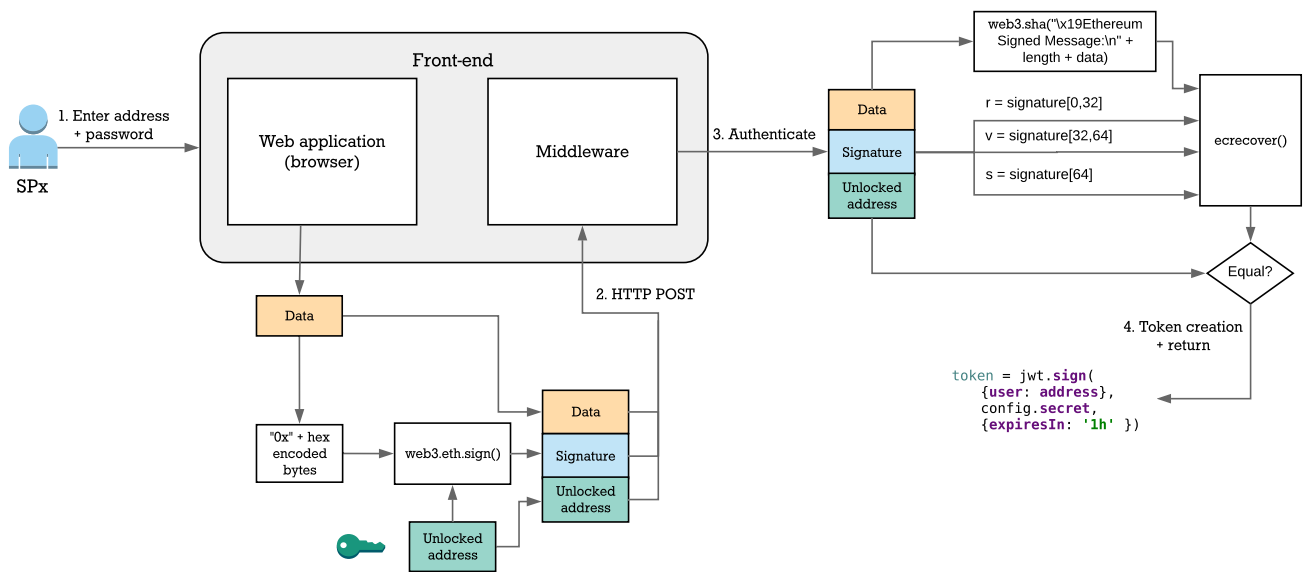 Front-end
1. Enter address
+ password
SPx
Web application
(browser)
Middleware
3. Authenticate
Data
Signature
Unlocked
address
web3.sha("\x19Ethereum
Signed Message:\n" +
length + data)
r = signature[0,32]
v = signature[32,64]
s = signature[64]
ecrecover()
Equal?
4. Token creation
+ return
token = jwt.sign(
{user: address},
config.secret,
{expiresIn: '1h' })
2. HTTP POST
Data
"0x" + hex
encoded
bytes
web3.eth.sign()
Data
Signature
Unlocked
address
Unlocked
address